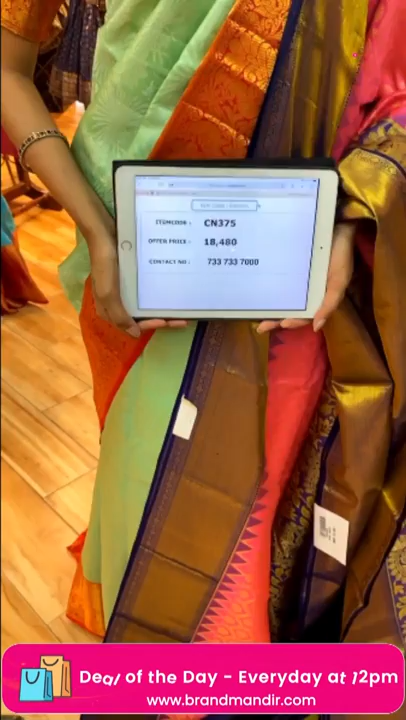 ITEMCODE : CN375
OFFER PRICE : 18,480
CONTACT NO : 733 733 7000
Deal of the Day - Everyday at 12pm
www.brandmandir.com